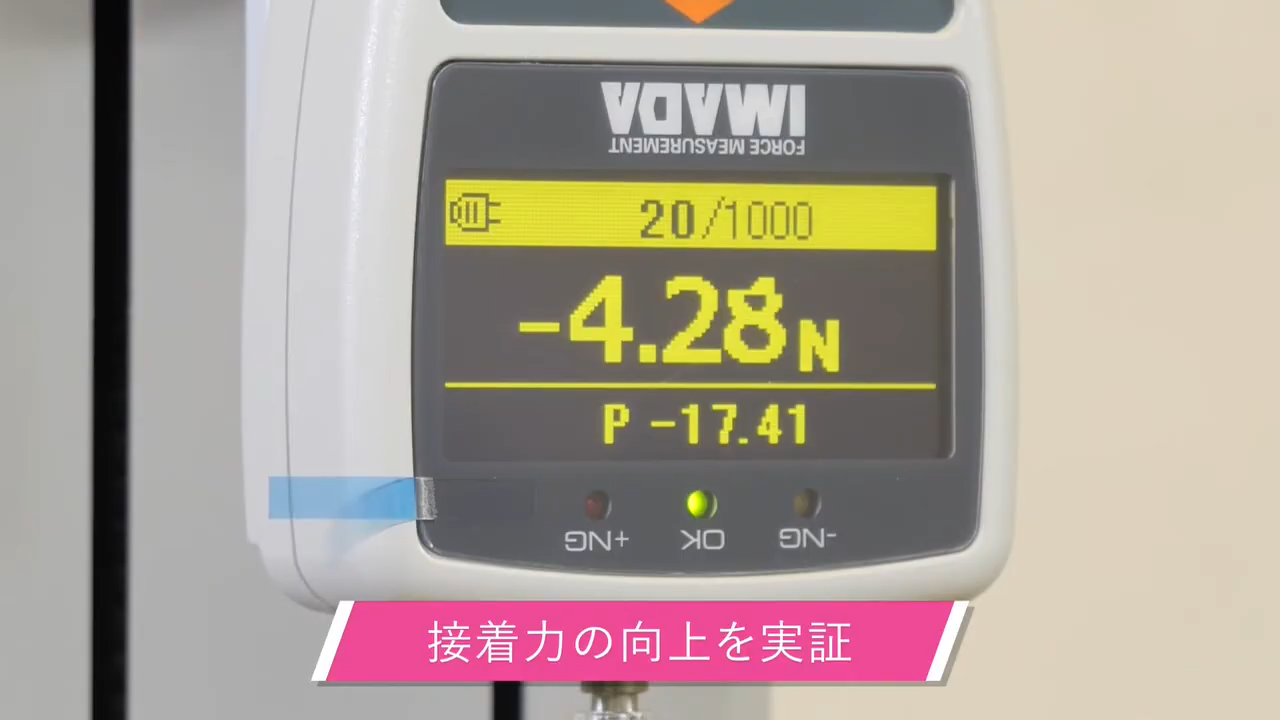 IMADA
FORCE MEASUREMENT
20/1000
-4.28 N
P -17.41
+NG OK -NG
接着力の向上を実証